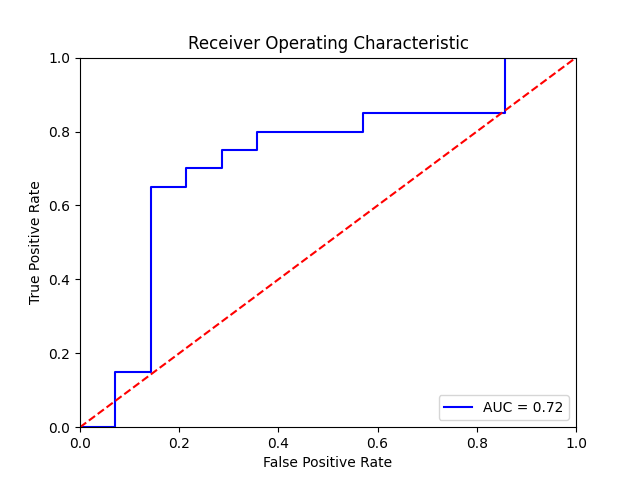 Receiver Operating Characteristic
True Positive Rate
1.0
0.8
0.6
0.4
0.2
0.0
AUC = 0.72
0.0 0.2 0.4 0.6 0.8 1.0
False Positive Rate